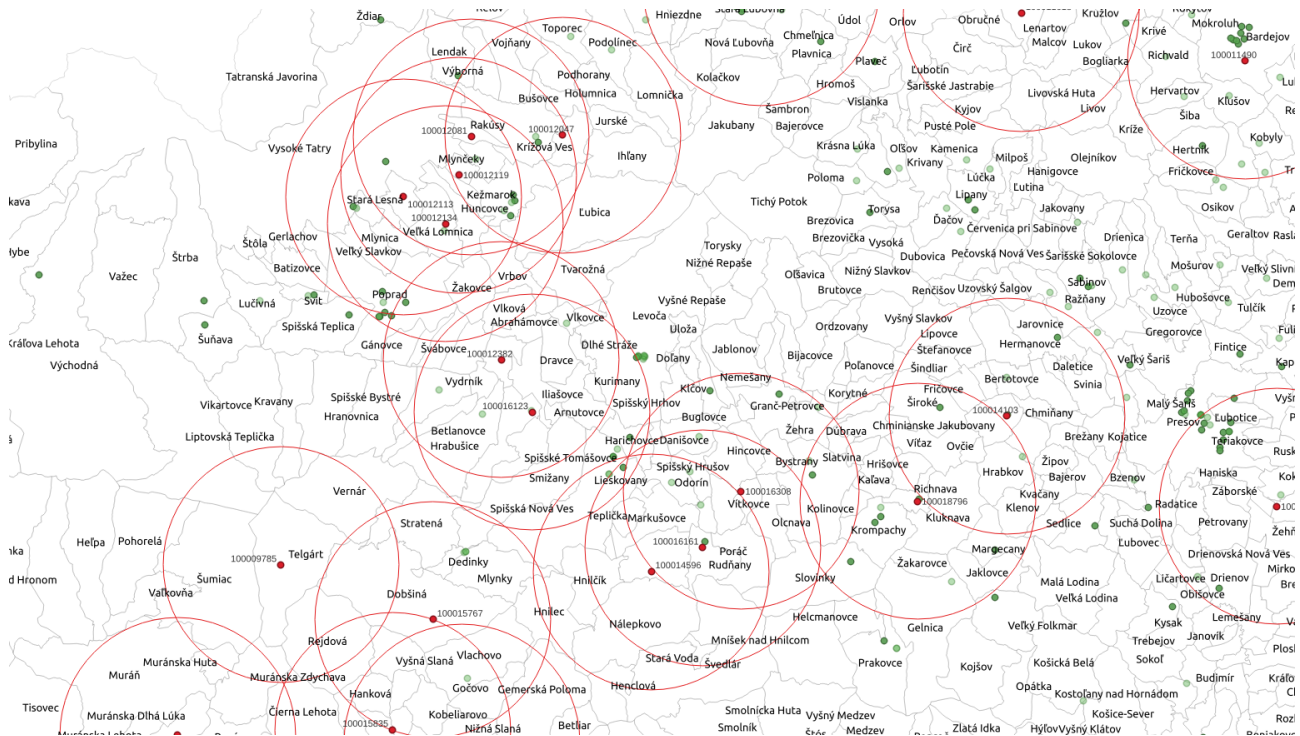 Ždiar
Toporec
Hniezdne
Údol
Orlov
Obručné
Kružlov
Mokroluh
Lendak
Vojňany
Podolínec
Nová Ľubovňa
Chmeľnica
Plavnica
Čirč
Lenartov
Malcov
Lukov
Krivé
Bardejov
Richvald
100011490
Tatranská Javorina
Výborná
Podhorany
Kolačkov
Plaveč
Ľubotín
Bogliarka
Bušovce
Holumnica
Lomnička
Hromoš
Šarišské Jastrabie
Livovská Huta
Hervartov
Kľušov
Šambron
Vislanka
Kyjov
Livov
Šiba
Pribylina
Vysoké Tatry
100012081
Rakúsy
100012047
Jurské
Jakubany
Bajerovce
Pusté Pole
Kríže
Kobyly
Krížová Ves
Ihľany
Krásna Lúka
Oľšov
Kamenica
Hertník
Mlynčeky
100012119
Poloma
Krivany
Milpoš
Olejníkov
Fričkovce
Lúčka
Hanigovce
Stará Lesná
100012113
Kežmarok
Huncovce
Tichý Potok
Lipany
Ľutina
100012134
Veľká Lomnica
Ľubica
Torysa
Ďačov
Jakovany
Osikov
Brezovica
Červenica pri Sabinove
Gerlachov
Mlynica
Brezovička
Geraltov
Štôla
Veľký Slavkov
Torysky
Vysoká
Drienica
Terňa
Štrba
Batizovce
Nižné Repaše
Dubovica
Pečovská Nová Ves
Šarišské Sokolovce
Mošurov
Važec
Vrbov
Tvarožná
Oľšavica
Nižný Slavkov
Veľký Slivní
Žakovce
Brutovce
Renčišov
Uzovský Šalgov
Sabinov
Lučivná
Svit
Poprad
Vyšné Repaše
Ražňany
Hubošovce
Vlková
Levoča
Tulčík
Spišská Teplica
Abrahámovce
Vlkovce
Uloža
Vyšný Slavkov
Uzovce
Ordzovany
Lipovce
Jarovnice
Gregorovce
Šuňava
Gánovce
Dlhé Stráže
Jablonov
Štefanovce
Hermanovce
Kráľova Lehota
Švábovce
100012382
Dravce
Doľany
Bijacovce
Fintice
Východná
Poľanovce
Šindliar
Daletice
Veľký Šariš
Vydrník
Kurimany
Nemešany
Bertotovce
Spišské Bystré
Iliašovce
Klčov
Korytné
Fričovce
Svinia
Vikartovce
Kravany
100016123
Arnutovce
Spišský Hrhov
Granč-Petrovce
Široké
100014103
Chmiňany
Malý Šariš
Hranovnica
Buglovce
Ľubotice
Betlanovce
Žehra
Dúbrava
Chminianske Jakubovany
Prešov
Liptovská Teplička
Hrabušice
Harichovce
Danišovce
Víťaz
Ovčie
Brežany
Kojatice
Teriakovce
Spišské Tomášovce
Hincovce
Slatvina
Spišský Hrušov
Bystrany
Hrišovce
Žipov
Vernár
Smižany
Lieskovany
Odorín
Kaľava
Hrabkov
Bajerov
Bzenov
Haniska
100016308
Richnava
Kvačany
Záborské
Spišská Nová Ves
Vítkovce
Kolinovce
100018796
Klenov
Radatice
Stratená
Teplička
Markušovce
Olcnava
Kluknava
Sedlice
Suchá Dolina
Petrovany
Krompachy
Heľpa
Pohorelá
Ľubovec
Telgárt
100016161
Poráč
Margecany
Drienovská Nová Ves
100009785
Dedinky
Rudňany
Žakarovce
Jaklovce
Šumiac
Mlynky
Hnilčík
100014596
Slovinky
Malá Lodina
Ličartovce
Drienov
Vaľkovňa
Dobšiná
Veľká Lodina
Obišovce
100015767
Hnilec
Helcmanovce
Lemešany
Nálepkovo
Gelnica
Veľký Folkmar
Kysak
Rejdová
Mníšek nad Hnilcom
Trebejov
Janovík
Muránska Huta
Vyšná Slaná
Vlachovo
Stará Voda
Švedlár
Prakovce
Kojšov
Košická Belá
Sokoľ
Muráň
Muránska Zdychava
Gočovo
Gemerská Poloma
Henclová
Opátka
Budimír
Hanková
Kostoľany nad Hornádom
Tisovec
Muránska Dlhá Lúka
Čierna Lehota
Kobeliarovo
Smolnícka Huta
Vyšný Medzev
Košice-Sever
100015835
Nižná Slaná
Betliar
Smolník
Medzev
Zlatá Idka
Hýľov
Vyšný Klátov